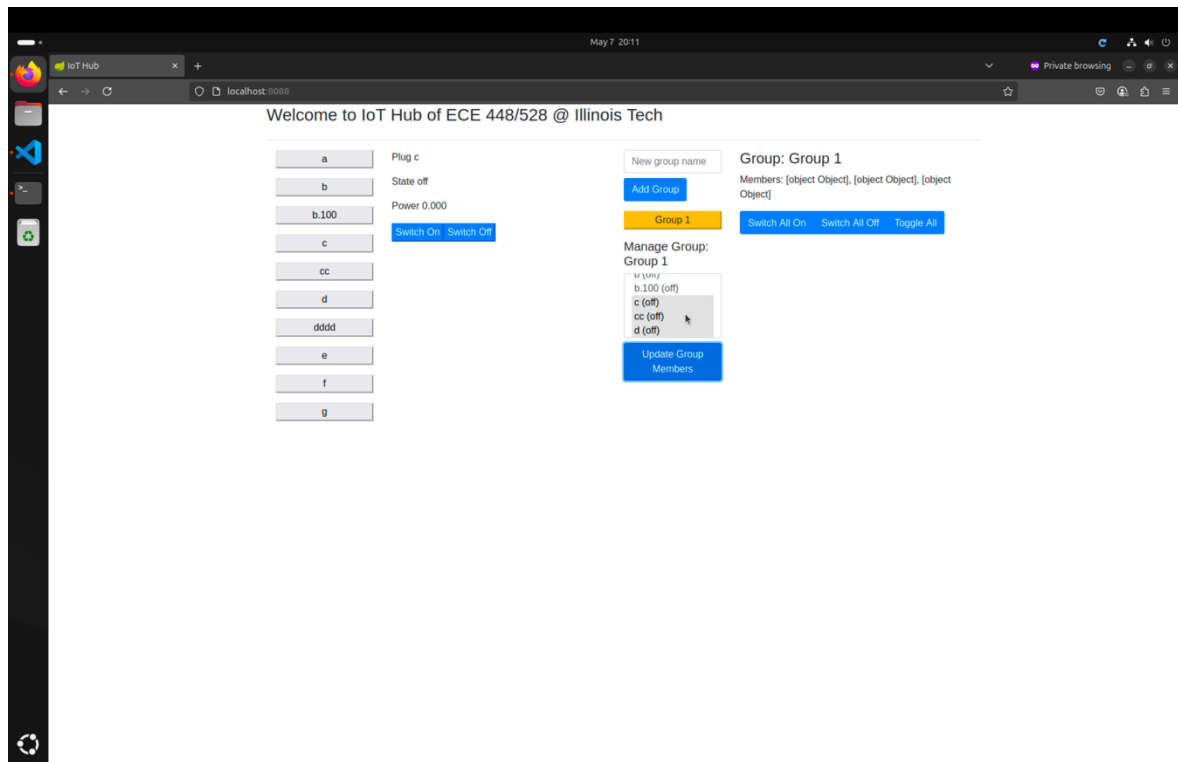 May 7 20:11
IoT Hub
Private browsing
localhost:8088
Welcome to IoT Hub of ECE 448/528 @ Illinois Tech
a
b
b.100
c
cc
d
dddd
e
f
g
Plug c
State off
Power 0.000
Switch On Switch Off
New group name
Add Group
Group 1
Manage Group:
Group 1
b (off)
b.100 (off)
c (off)
cc (off)
d (off)
Update Group
Members
Group: Group 1
Members: [object Object], [object Object], [object
Object]
Switch All On Switch All Off Toggle All